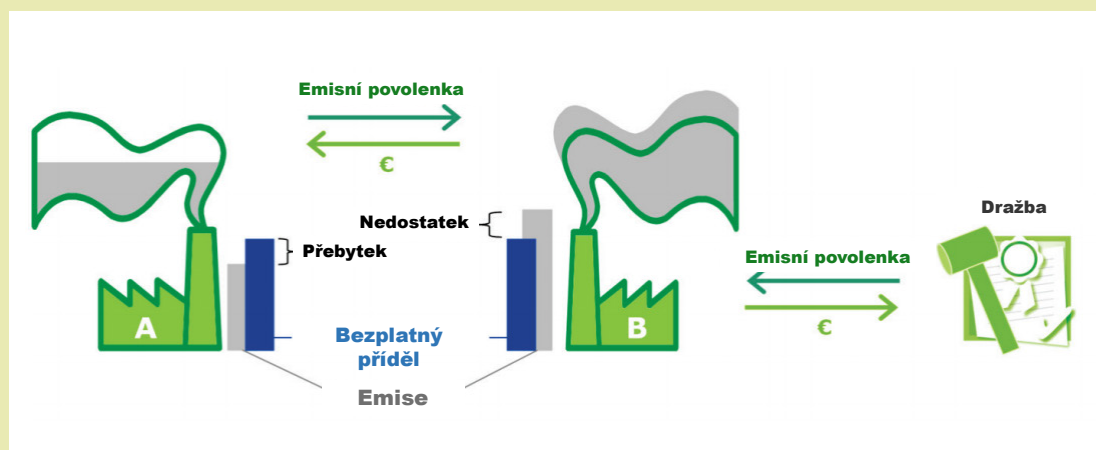 Emisní povolenka
€
Nedostatek
Přebytek
Dražba
Emisní povolenka
€
A
B
Bezplatný
příděl
Emise